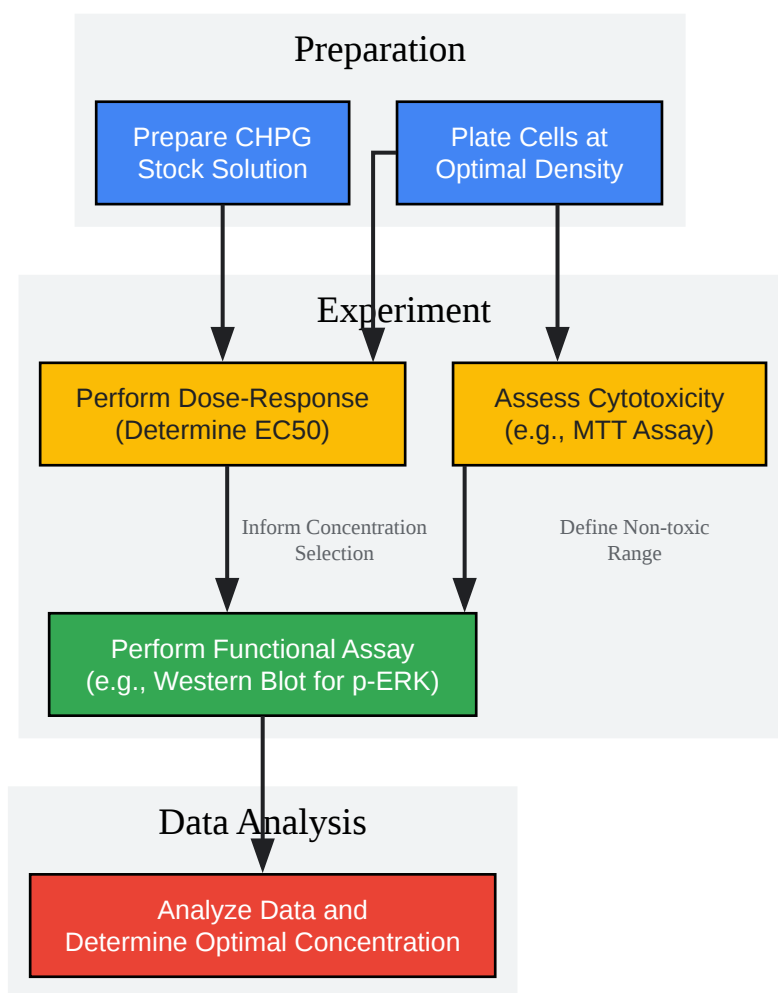 Preparation
Prepare CHPG
Stock Solution
Plate Cells at
Optimal Density
Experiment
Perform Dose-Response
(Determine EC50)
Assess Cytotoxicity
(e.g., MTT Assay)
Inform Concentration
Selection
Define Non-toxic
Range
Perform Functional Assay
(e.g., Western Blot for p-ERK)
Data Analysis
Analyze Data and
Determine Optimal Concentration